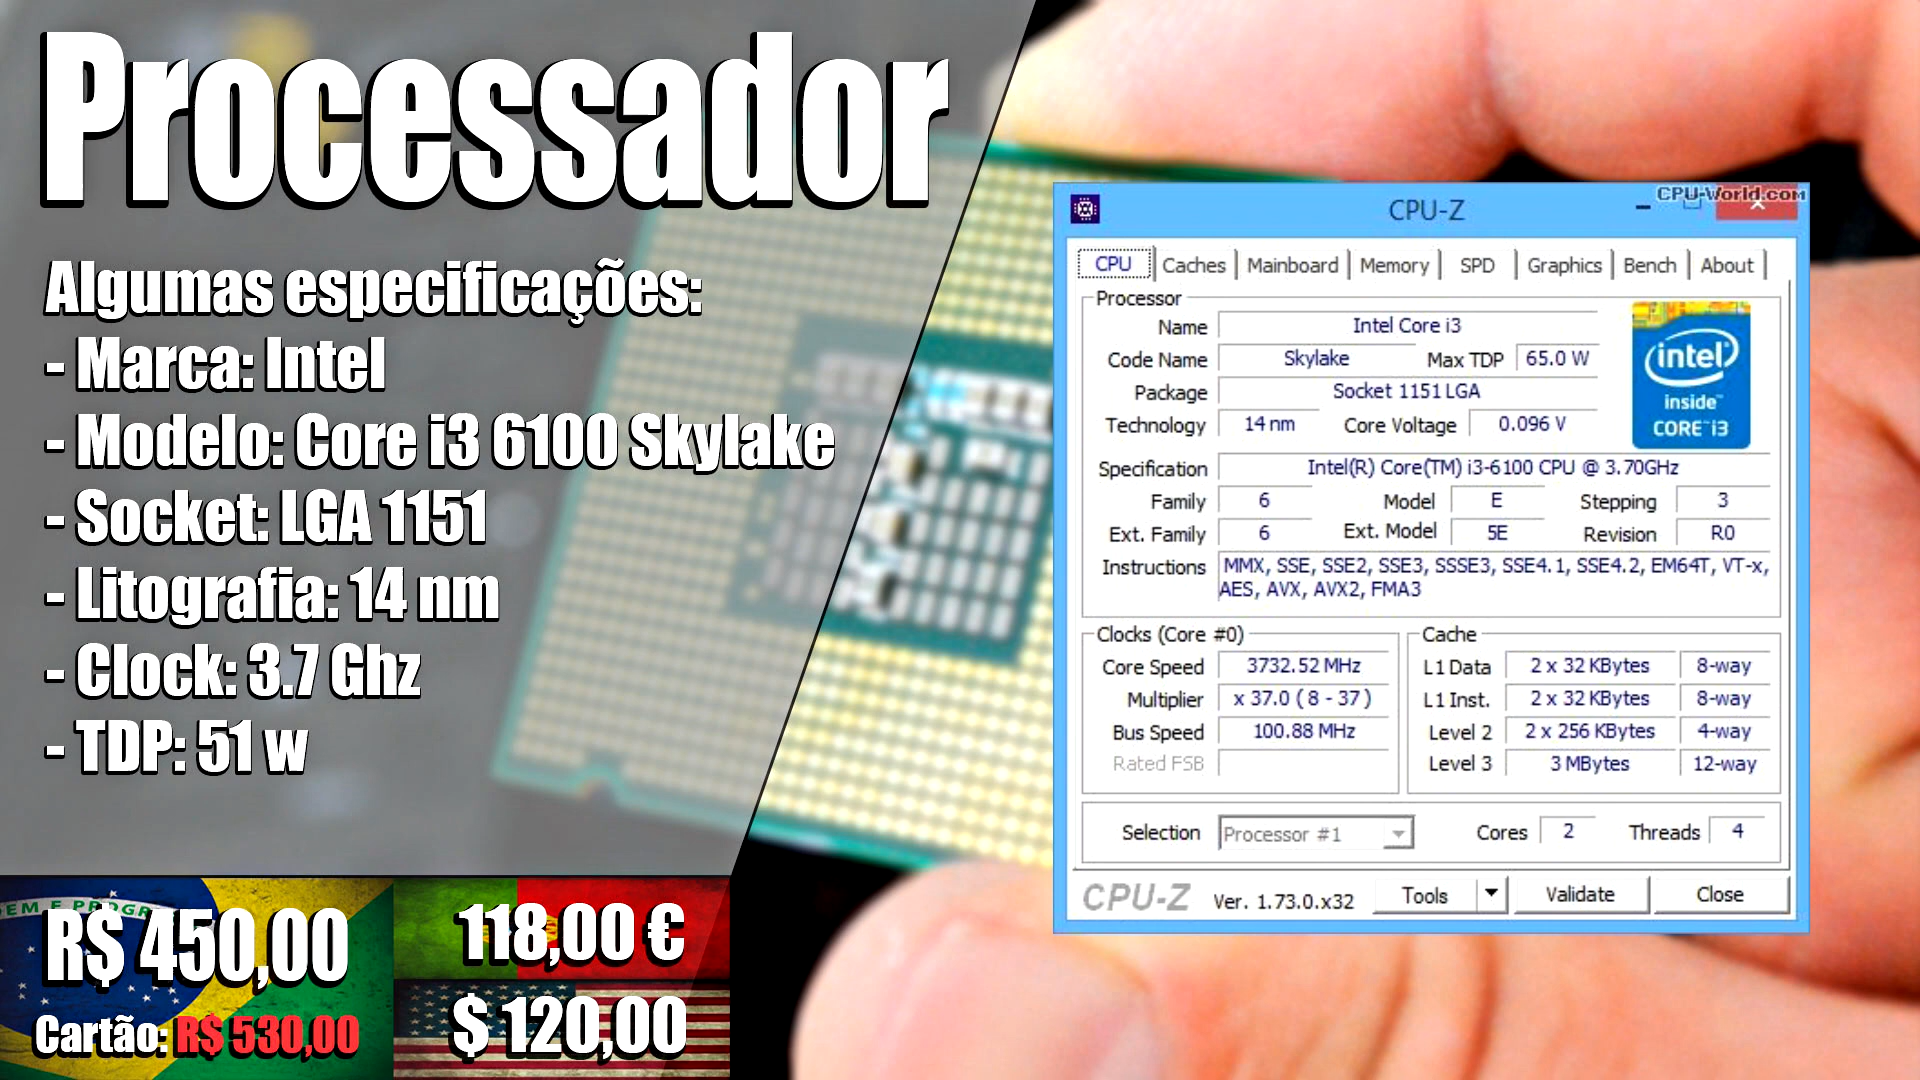 Processador
Algumas especificações:
- Marca: Intel
- Modelo: Core i3 6100 Skylake
- Socket: LGA 1151
- Litografia: 14 nm
- Clock: 3.7 Ghz
- TDP: 51 w
R$ 450,00
Cartão: R$ 530,00
118,00 €
$ 120,00
CPU-World.com
CPU-Z
CPU Caches Mainboard Memory SPD Graphics Bench About
Processor
Name Intel Core i3
Code Name Skylake Max TDP 65.0 W
Package Socket 1151 LGA
Technology 14 nm Core Voltage 0.096 V
intel
inside™
CORE™ i3
Specification Intel(R) Core(TM) i3-6100 CPU @ 3.70GHz
Family 6 Model E Stepping 3
Ext. Family 6 Ext. Model 5E Revision R0
Instructions MMX, SSE, SSE2, SSE3, SSSE3, SSE4.1, SSE4.2, EM64T, VT-x,
AES, AVX, AVX2, FMA3
Clocks (Core #0)
Core Speed 3732.52 MHz
Multiplier x 37.0 ( 8 - 37 )
Bus Speed 100.88 MHz
Rated FSB
Cache
L1 Data 2 x 32 KBytes 8-way
L1 Inst. 2 x 32 KBytes 8-way
Level 2 2 x 256 KBytes 4-way
Level 3 3 MBytes 12-way
Selection Processor #1 Cores 2 Threads 4
CPU-Z Ver. 1.73.0.x32 Tools Validate Close